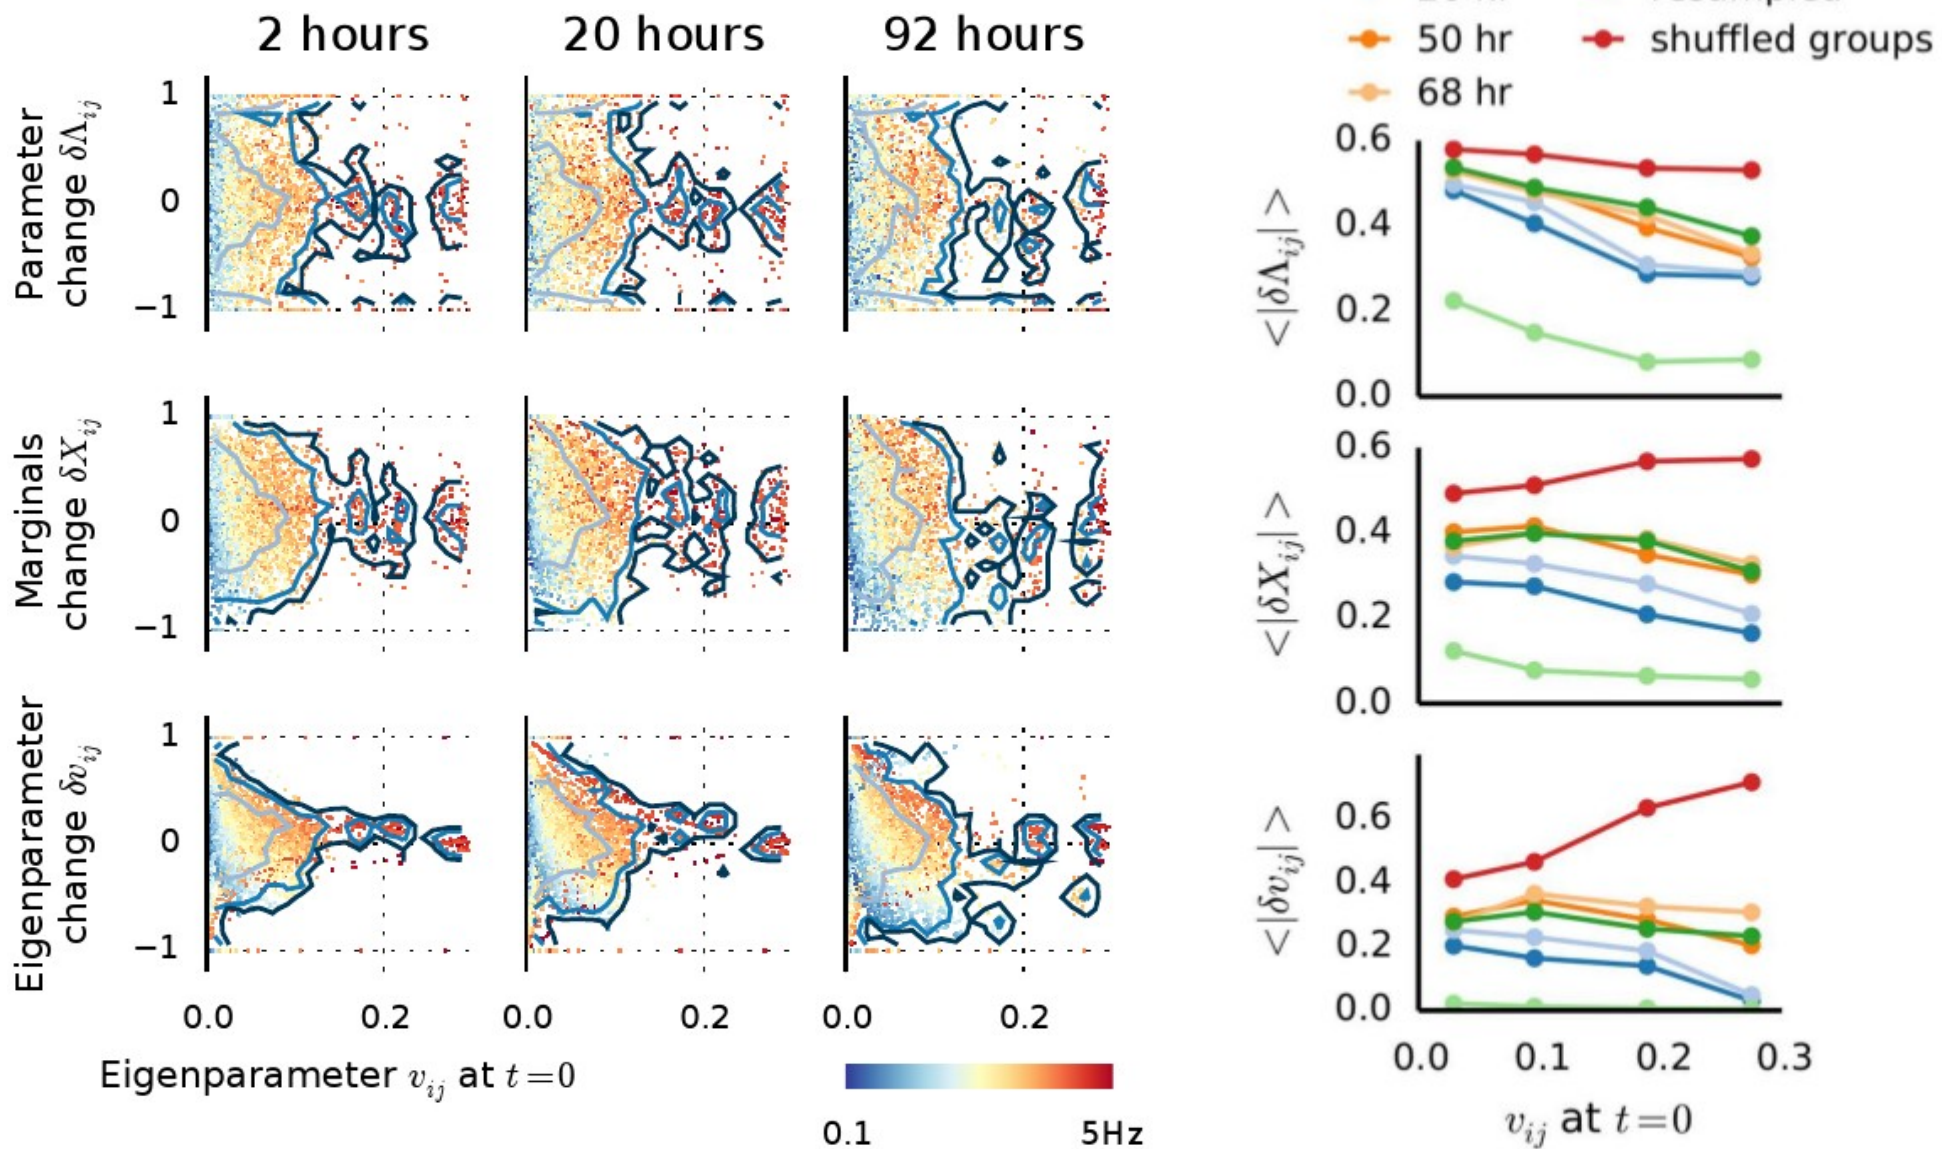 2 hours 20 hours 92 hours
Parameter
change δΛij
1
0
−1
Marginals
change δXij
1
0
−1
Eigenparameter
change δvij
1
0
−1
0.0 0.2 0.0 0.2 0.0 0.2
Eigenparameter vij at t=0
0.1 5Hz
50 hr shuffled groups
68 hr
<|δΛij|>
0.6
0.4
0.2
0.0
<|δXij|>
0.6
0.4
0.2
0.0
<|δvij|>
0.6
0.4
0.2
0.0
0.0 0.1 0.2 0.3
vij at t=0